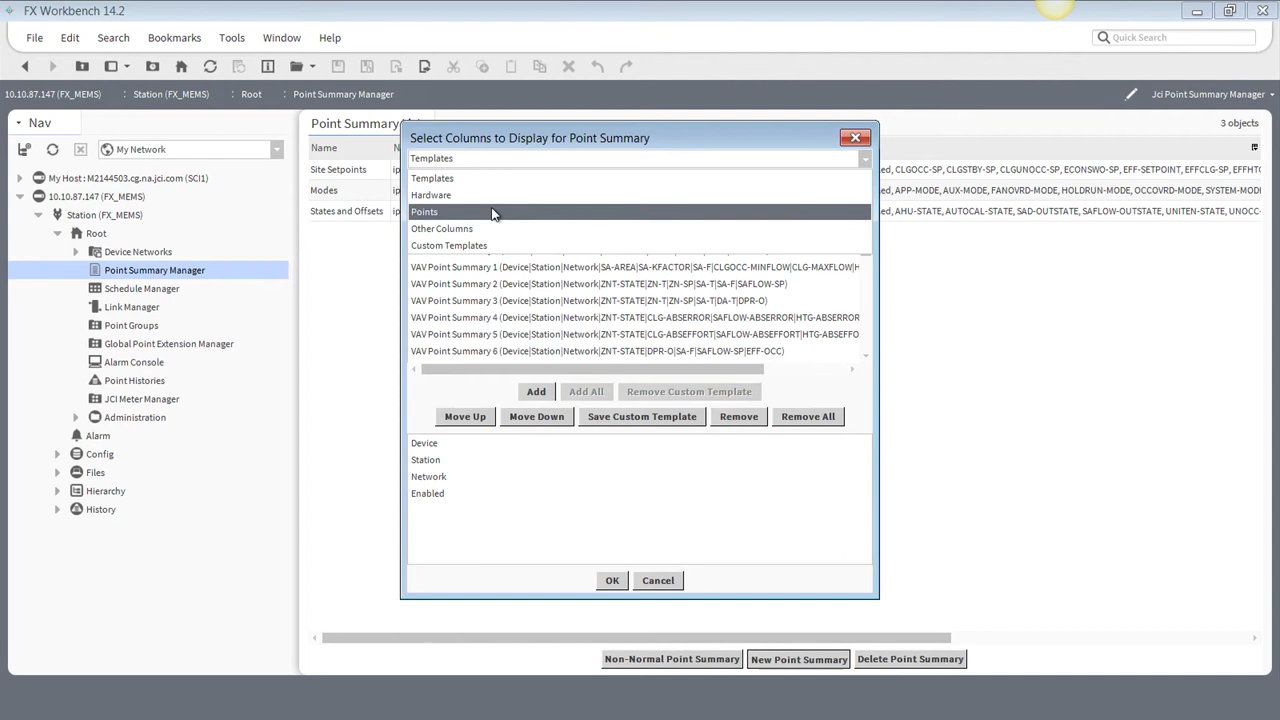 FX Workbench 14.2
File Edit Search Bookmarks Tools Window Help
Quick Search
10.10.87.147 (FX_MEMS) : Station (FX_MEMS) : Root Point Summary Manager
Jci Point Summary Manager
Nav
My Network
My Host : M2144503.cg.na.jci.com (SCI1)
10.10.87.147 (FX_MEMS)
Station (FX_MEMS)
Root
Device Networks
Point Summary Manager
Schedule Manager
Link Manager
Point Groups
Global Point Extension Manager
Alarm Console
Point Histories
JCI Meter Manager
Administration
Alarm
Config
Files
Hierarchy
History
3 objects
Name
Site Setpoints
Modes
States and Offsets
ed, CLGOCC-SP, CLGSTBY-SP, CLGUNOCC-SP, ECONSWO-SP, EFF-SETPOINT, EFFCLG-SP, EFFHT
ed, APP-MODE, AUX-MODE, FANOVRD-MODE, HOLDRUN-MODE, OCCOVRD-MODE, SYSTEM-MOD
ed, AHU-STATE, AUTOCAL-STATE, SAD-OUTSTATE, SAFLOW-OUTSTATE, UNITEN-STATE, UNOCC-
Select Columns to Display for Point Summary
Templates
Templates
Hardware
Points
Other Columns
Custom Templates
VAV Point Summary 1 (Device|Station|Network|SA-AREA|SA-KFACTOR|SA-F|CLGOCC-MINFLOW|CLG-MAXFLOW|H
VAV Point Summary 2 (Device|Station|Network|ZNT-STATE|ZN-T|ZN-SP|SA-T|SA-F|SAFLOW-SP)
VAV Point Summary 3 (Device|Station|Network|ZNT-STATE|ZN-T|ZN-SP|SA-T|DA-T|DPR-O)
VAV Point Summary 4 (Device|Station|Network|ZNT-STATE|CLG-ABSERROR|SAFLOW-ABSERROR|HTG-ABSERROR
VAV Point Summary 5 (Device|Station|Network|ZNT-STATE|CLG-ABSEFFORT|SAFLOW-ABSEFFORT|HTG-ABSEFFO
VAV Point Summary 6 (Device|Station|Network|ZNT-STATE|DPR-O|SA-F|SAFLOW-SP|EFF-OCC)
Add Add All Remove Custom Template
Move Up Move Down Save Custom Template Remove Remove All
Device
Station
Network
Enabled
OK Cancel
Non-Normal Point Summary New Point Summary Delete Point Summary